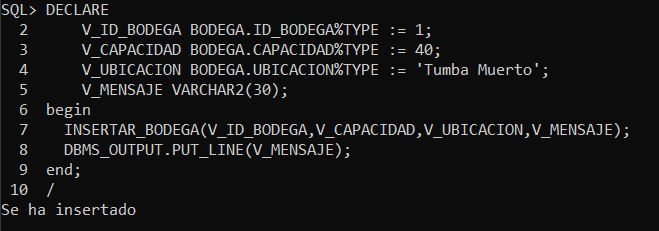 SQL> DECLARE
  2     V_ID_BODEGA BODEGA.ID_BODEGA%TYPE := 1;
  3     V_CAPACIDAD BODEGA.CAPACIDAD%TYPE := 40;
  4     V_UBICACION BODEGA.UBICACION%TYPE := 'Tumba Muerto';
  5     V_MENSAJE VARCHAR2(30);
  6  begin
  7    INSERTAR_BODEGA(V_ID_BODEGA,V_CAPACIDAD,V_UBICACION,V_MENSAJE);
  8    DBMS_OUTPUT.PUT_LINE(V_MENSAJE);
  9  end;
 10  /
Se ha insertado